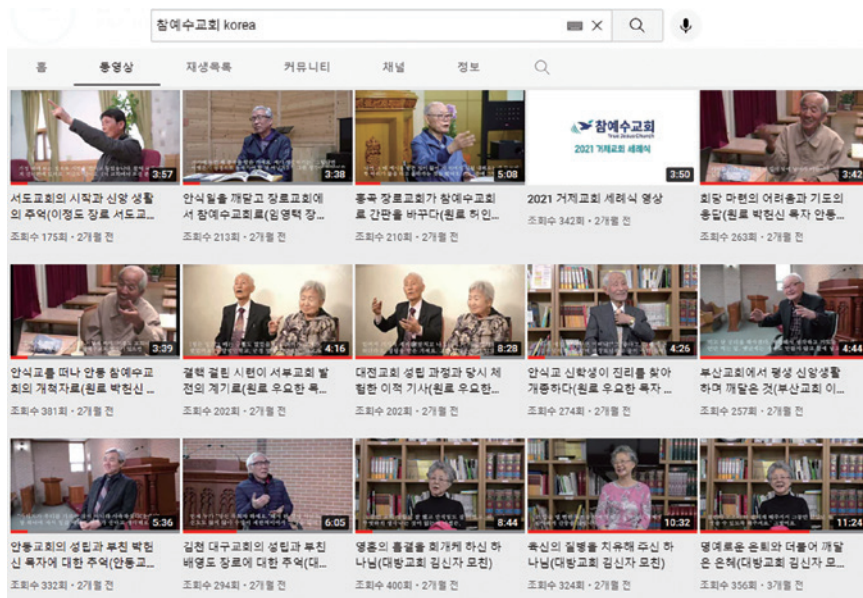 참예수교회 korea
홈 동영상 재생목록 커뮤니티 채널 정보
3:57
3:38
5:08
참예수교회
True Jesus Church
2021 거제교회 세례식
3:50
3:42
서도교회의 시작과 신앙 생활
의 추억(이정도 장로 서도교...
조회수 175회 • 2개월 전
안식일을 깨닫고 장로교회에
서 참예수교회로(임영택 장...
조회수 213회 • 2개월 전
홍곡 장로교회가 참예수교회
로 간판을 바꾸다(원로 허인...
조회수 210회 • 2개월 전
2021 거제교회 세례식 영상
조회수 342회 • 2개월 전
회당 마련의 어려움과 기도의
응답(원로 박헌신 목자 안동...
조회수 263회 • 2개월 전
3:39
4:16
8:28
4:26
4:44
안식교를 떠나 안동 참예수교
회의 개척자로(원로 박헌신 ...
조회수 381회 • 2개월 전
결핵 걸린 시련이 서부교회 발
전의 계기로(원로 우요한 목...
조회수 202회 • 2개월 전
대전교회 성립 과정과 당시 체
험한 이적 기사(원로 우요한...
조회수 202회 • 2개월 전
안식교 신학생이 진리를 찾아
개종하다(원로 우요한 목자 ...
조회수 274회 • 2개월 전
부산교회에서 평생 신앙생활
하며 깨달은 것(부산교회 이...
조회수 257회 • 2개월 전
5:36
6:05
8:44
10:32
11:24
안동교회의 성립과 부친 박헌
신 목자에 대한 추억(안동교...
조회수 332회 • 2개월 전
김천 대구교회의 성립과 부친
배영도 장로에 대한 추억(대...
조회수 294회 • 2개월 전
영혼의 흠결을 회개케 하신 하
나님(대방교회 김신자 모친)
조회수 400회 • 2개월 전
육신의 질병을 치유해 주신 하
나님(대방교회 김신자 모친)
조회수 324회 • 2개월 전
명예로운 은퇴와 더불어 깨달
은 은혜(대방교회 김신자 모...
조회수 356회 • 3개월 전